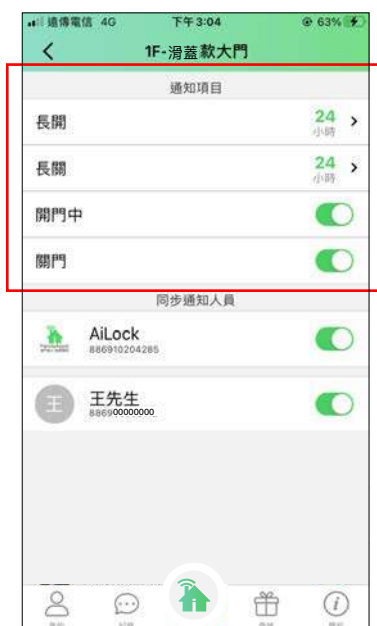 遠傳電信 4G 下午3:04 63%
1F-滑蓋款大門
通知項目
長開 24 小時
長關 24 小時
開門中
關門
同步通知人員
AiLock
886910204285
王 王先生
886900000000